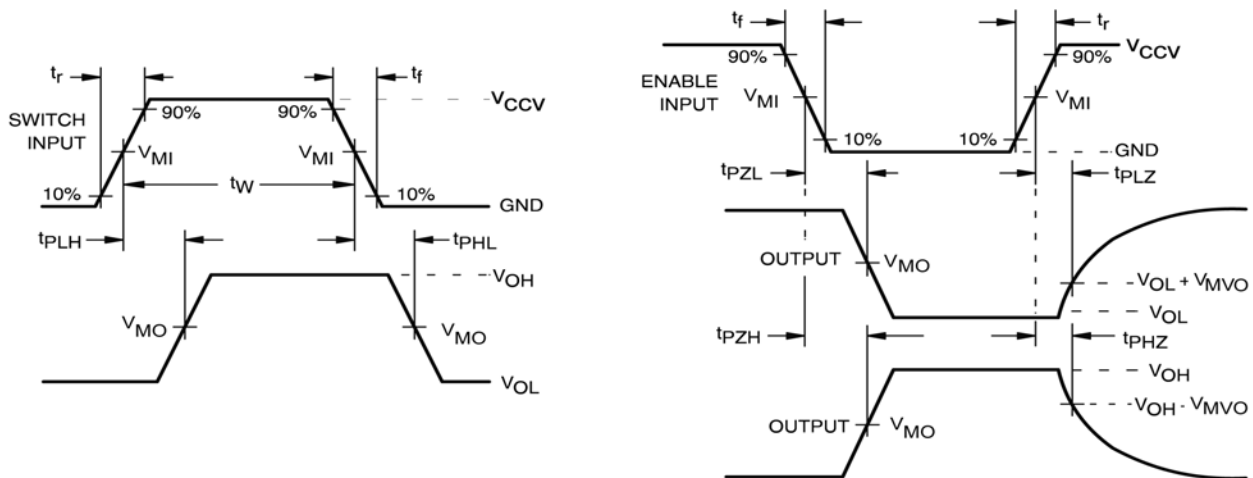 tr
tf
VCCV
90%
90%
SWITCH
INPUT
VMI
VMI
tW
10%
10%
GND
tPLH
tPHL
VOH
VMO
VMO
VOL
tf
tr
VCCV
90%
90%
ENABLE
INPUT
VMI
VMI
10%
10%
GND
tPZL
tPLZ
OUTPUT
VMO
VOL + VMVO
VOL
tPZH
tPHZ
VOH
VOH - VMVO
OUTPUT
VMO